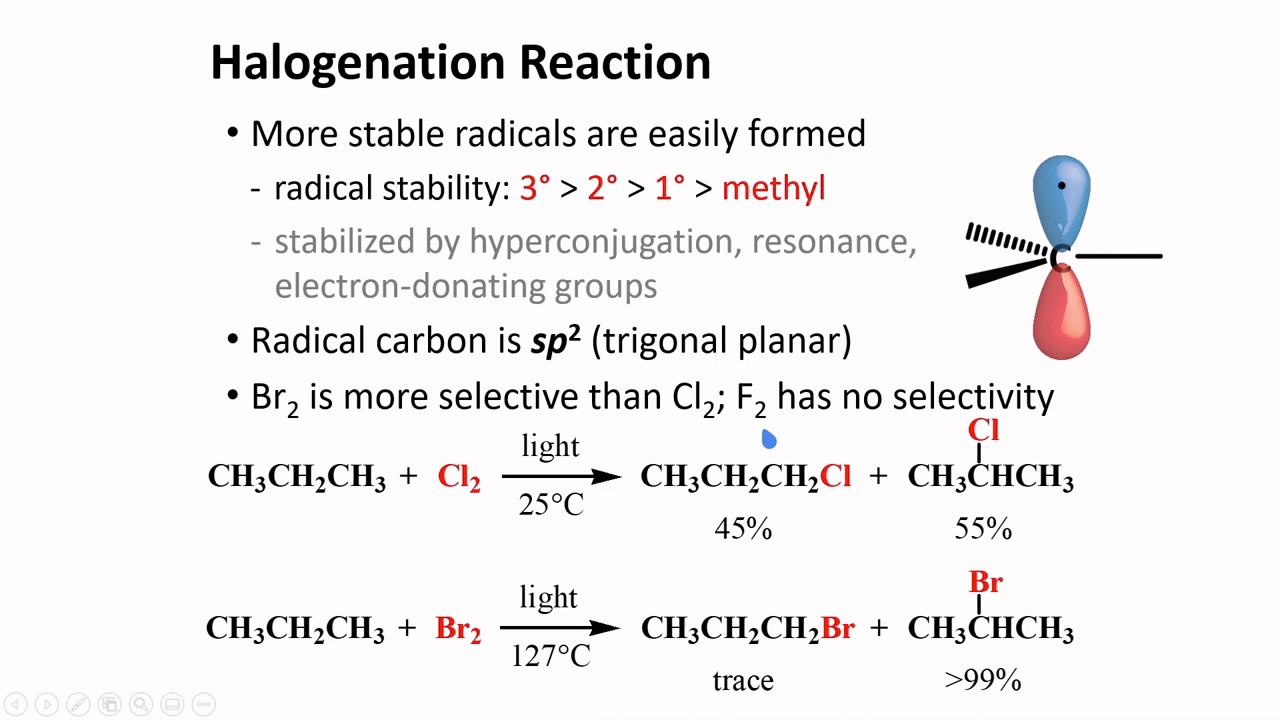 Halogenation Reaction
• More stable radicals are easily formed
- radical stability: 3° > 2° > 1° > methyl
- stabilized by hyperconjugation, resonance,
electron-donating groups
C
• Radical carbon is sp² (trigonal planar)
• Br₂ is more selective than Cl₂; F₂ has no selectivity
light
Cl
CH₃CH₂CH₃ + Cl₂ CH₃CH₂CH₂Cl + CH₃CHCH₃
25°C
45% 55%
light
Br
CH₃CH₂CH₃ + Br₂ CH₃CH₂CH₂Br + CH₃CHCH₃
127°C
trace >99%